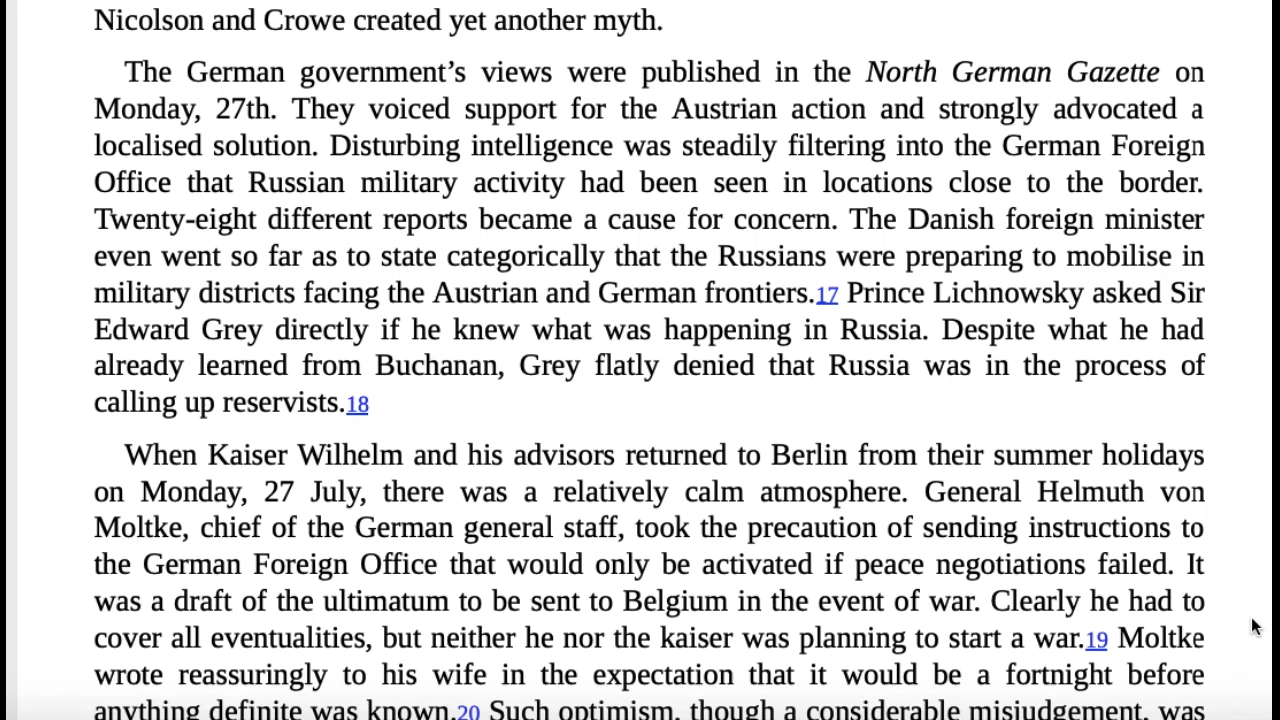 Nicolson and Crowe created yet another myth.
The German government’s views were published in the North German Gazette on
Monday, 27th. They voiced support for the Austrian action and strongly advocated a
localised solution. Disturbing intelligence was steadily filtering into the German Foreign
Office that Russian military activity had been seen in locations close to the border.
Twenty-eight different reports became a cause for concern. The Danish foreign minister
even went so far as to state categorically that the Russians were preparing to mobilise in
military districts facing the Austrian and German frontiers.17 Prince Lichnowsky asked Sir
Edward Grey directly if he knew what was happening in Russia. Despite what he had
already learned from Buchanan, Grey flatly denied that Russia was in the process of
calling up reservists.18
When Kaiser Wilhelm and his advisors returned to Berlin from their summer holidays
on Monday, 27 July, there was a relatively calm atmosphere. General Helmuth von
Moltke, chief of the German general staff, took the precaution of sending instructions to
the German Foreign Office that would only be activated if peace negotiations failed. It
was a draft of the ultimatum to be sent to Belgium in the event of war. Clearly he had to
cover all eventualities, but neither he nor the kaiser was planning to start a war.19 Moltke
wrote reassuringly to his wife in the expectation that it would be a fortnight before
anything definite was known.20 Such optimism, though a considerable misjudgement, was